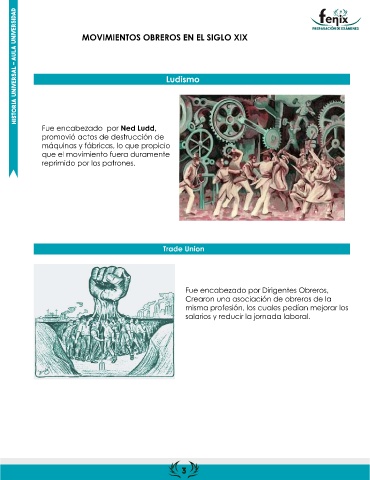 HISTORIA UNIVERSAL – AULA UNIVERSIDAD
fenix
PREPARACIÓN DE EXÁMENES
MOVIMIENTOS OBREROS EN EL SIGLO XIX
Ludismo
Fue encabezado por Ned Ludd,
promovió actos de destrucción de
máquinas y fábricas, lo que propicio
que el movimiento fuera duramente
reprimido por los patrones.
Trade Union
Fue encabezado por Dirigentes Obreros,
Crearon una asociación de obreros de la
misma profesión, los cuales pedían mejorar los
salarios y reducir la jornada laboral.
3